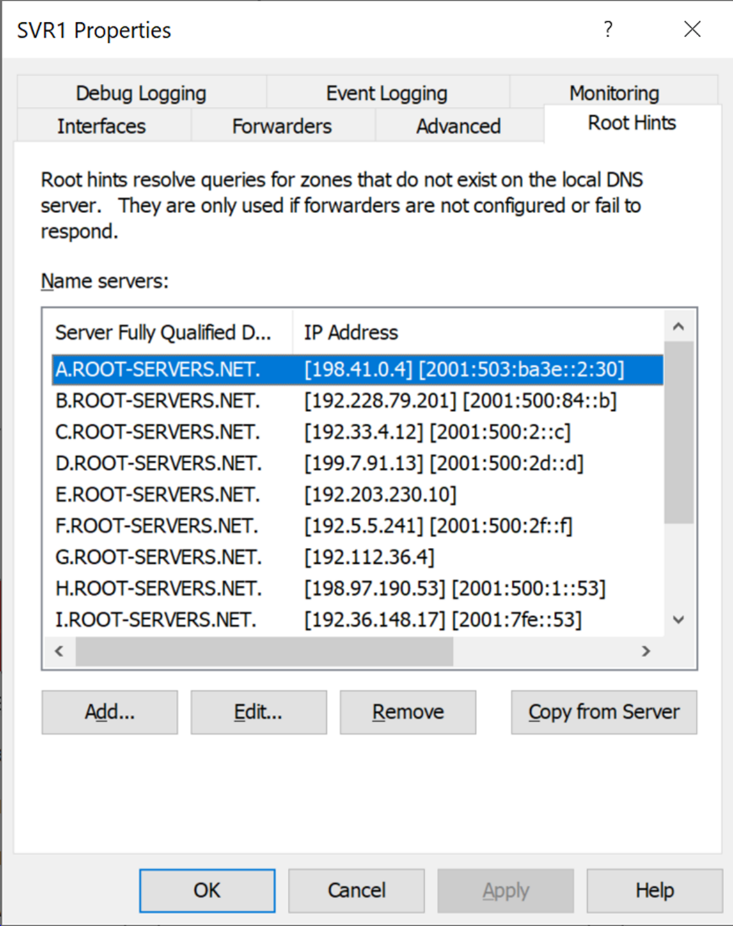 SVR1 Properties
?
Debug Logging Event Logging Monitoring
Interfaces Forwarders Advanced Root Hints
Root hints resolve queries for zones that do not exist on the local DNS
server. They are only used if forwarders are not configured or fail to
respond.
Name servers:
Server Fully Qualified D... IP Address
A.ROOT-SERVERS.NET. [198.41.0.4] [2001:503:ba3e::2:30]
B.ROOT-SERVERS.NET. [192.228.79.201] [2001:500:84::b]
C.ROOT-SERVERS.NET. [192.33.4.12] [2001:500:2::c]
D.ROOT-SERVERS.NET. [199.7.91.13] [2001:500:2d::d]
E.ROOT-SERVERS.NET. [192.203.230.10]
F.ROOT-SERVERS.NET. [192.5.5.241] [2001:500:2f::f]
G.ROOT-SERVERS.NET. [192.112.36.4]
H.ROOT-SERVERS.NET. [198.97.190.53] [2001:500:1::53]
I.ROOT-SERVERS.NET. [192.36.148.17] [2001:7fe::53]
Add... Edit... Remove Copy from Server
OK Cancel Apply Help